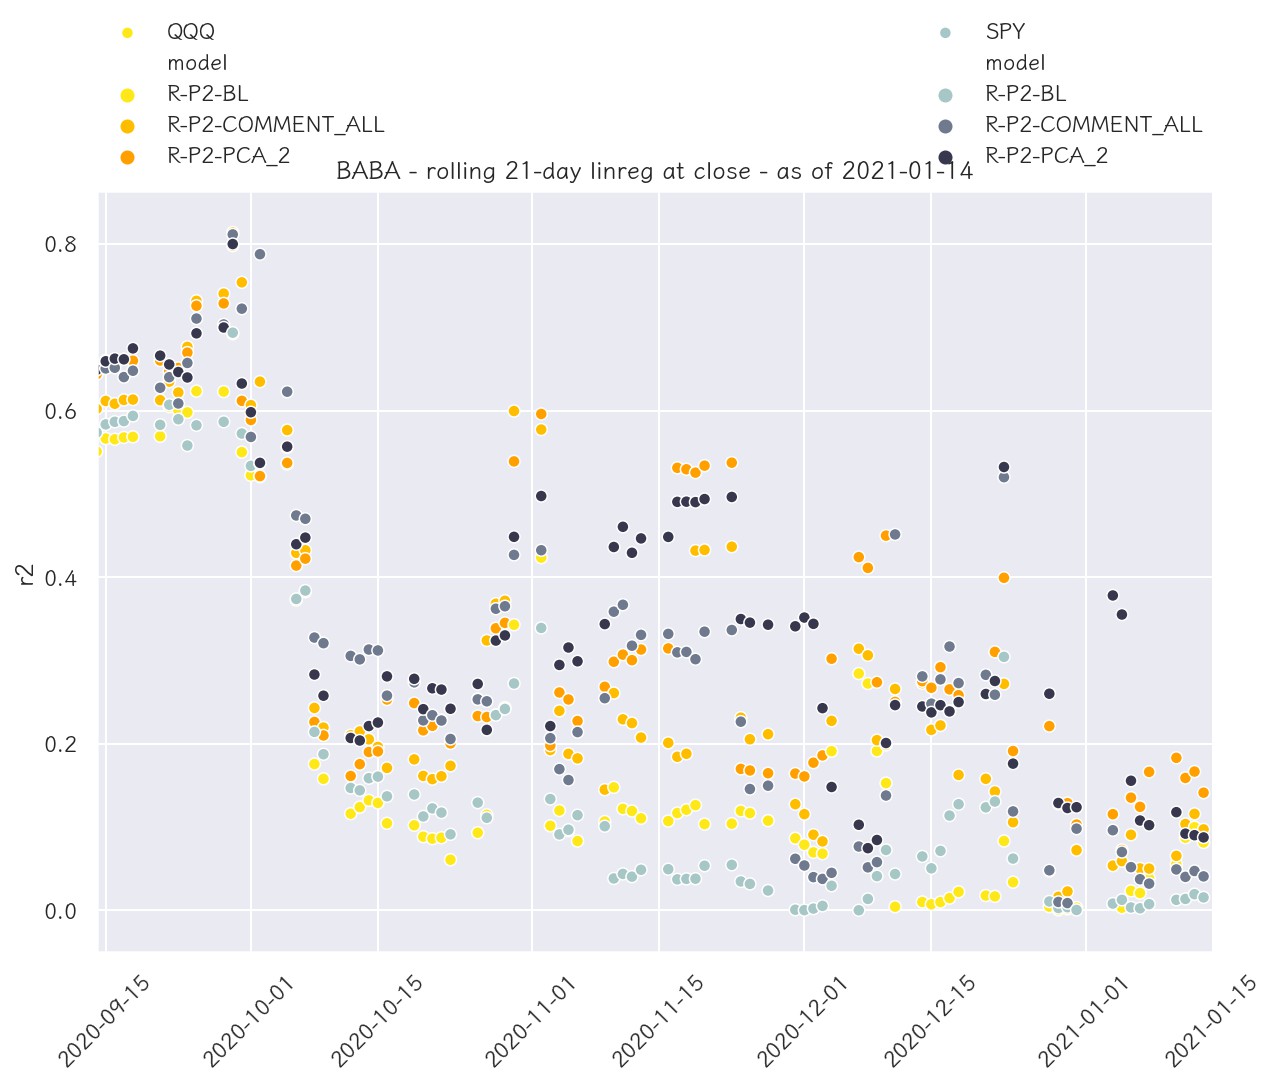 QQQ
model
R-P2-BL
R-P2-COMMENT_ALL
R-P2-PCA_2
SPY
model
R-P2-BL
R-P2-COMMENT_ALL
R-P2-PCA_2
BABA - rolling 21-day linreg at close - as of 2021-01-14
r2
0.8
0.6
0.4
0.2
0.0
2020-09-15
2020-10-01
2020-10-15
2020-11-01
2020-11-15
2020-12-01
2020-12-15
2021-01-01
2021-01-15